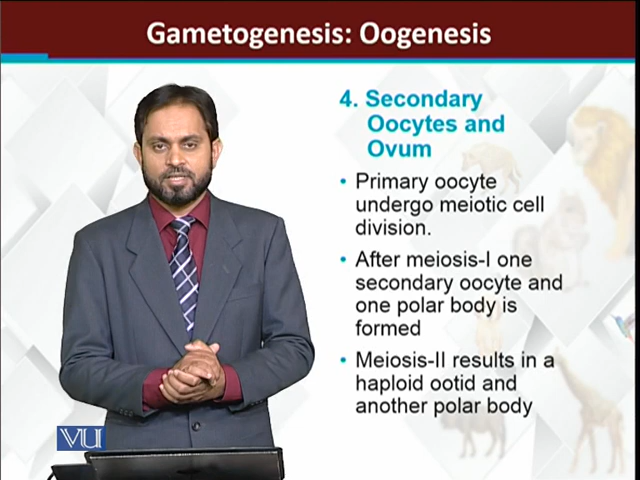 Gametogenesis: Oogenesis
4. Secondary
Oocytes and
Ovum
• Primary oocyte
undergo meiotic cell
division.
• After meiosis-I one
secondary oocyte and
one polar body is
formed
• Meiosis-II results in a
haploid ootid and
another polar body
VU